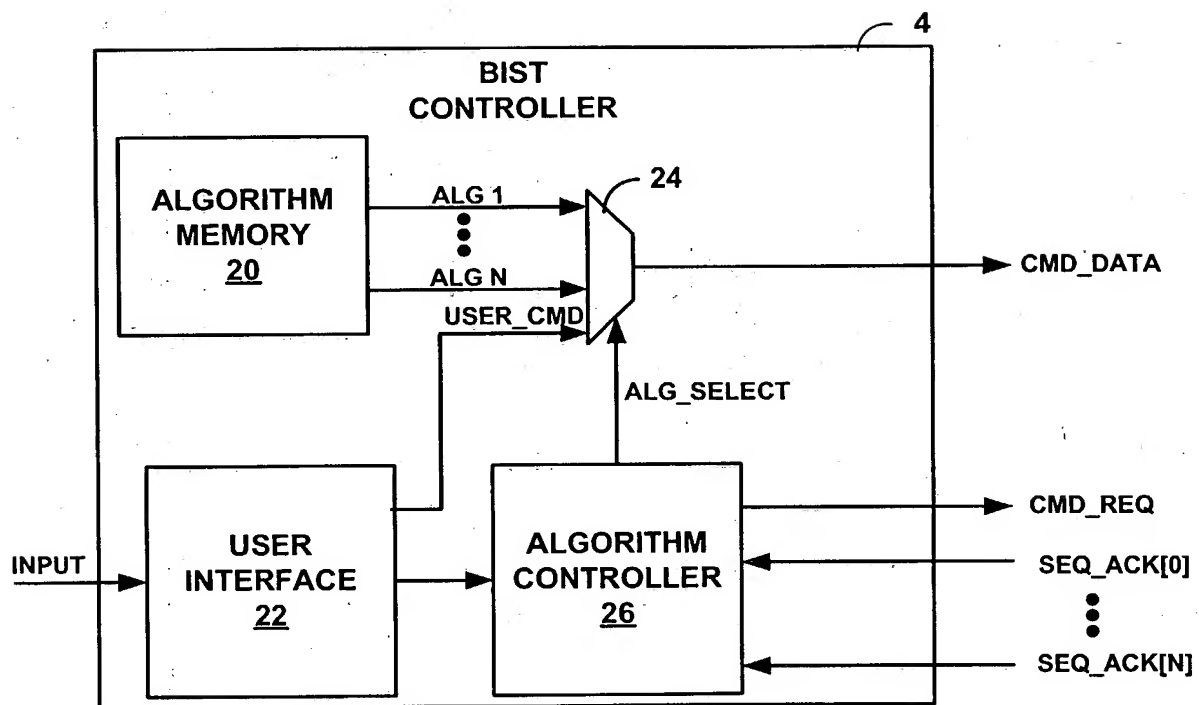 4
BIST
CONTROLLER
ALGORITHM
MEMORY
20
ALG 1
ALG N
USER_CMD
24
CMD_DATA
ALG_SELECT
INPUT
USER
INTERFACE
22
ALGORITHM
CONTROLLER
26
CMD_REQ
SEQ_ACK[0]
SEQ_ACK[N]